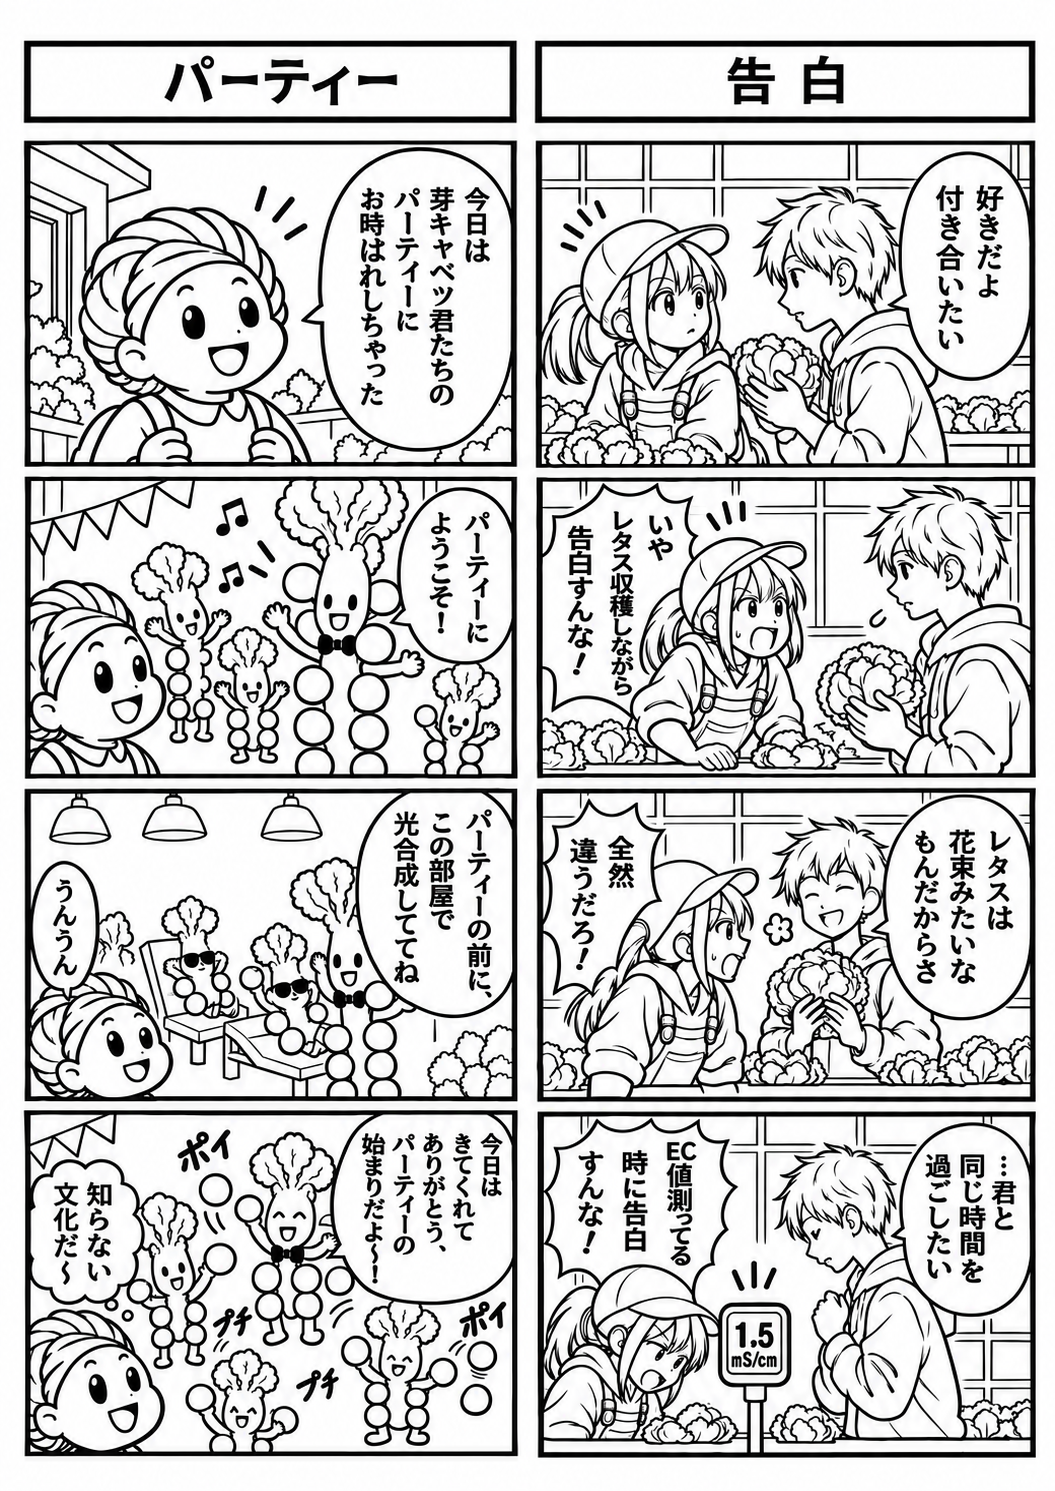 告白
好きだよ
付き合いたい
いや
レタス収穫しながら
告白すんな！
レタスは
花束みたいな
もんだからさ
全然
違うだろ！
…君と
同じ時間を
過ごしたい
EC値測ってる
時に告白
すんな！
1.5
mS/cm
パーティー
今日は
芽キャベツ君たちの
パーティーに
お時はれしちゃった
パーティーに
ようこそ！
パーティーの前に、
この部屋で
光合成しててね
うんうん
今日は
きてくれて
ありがとう、
パーティーの
始まりだよ〜！
ポイ
知らない
文化だ〜
プチ
ポイ
プチ